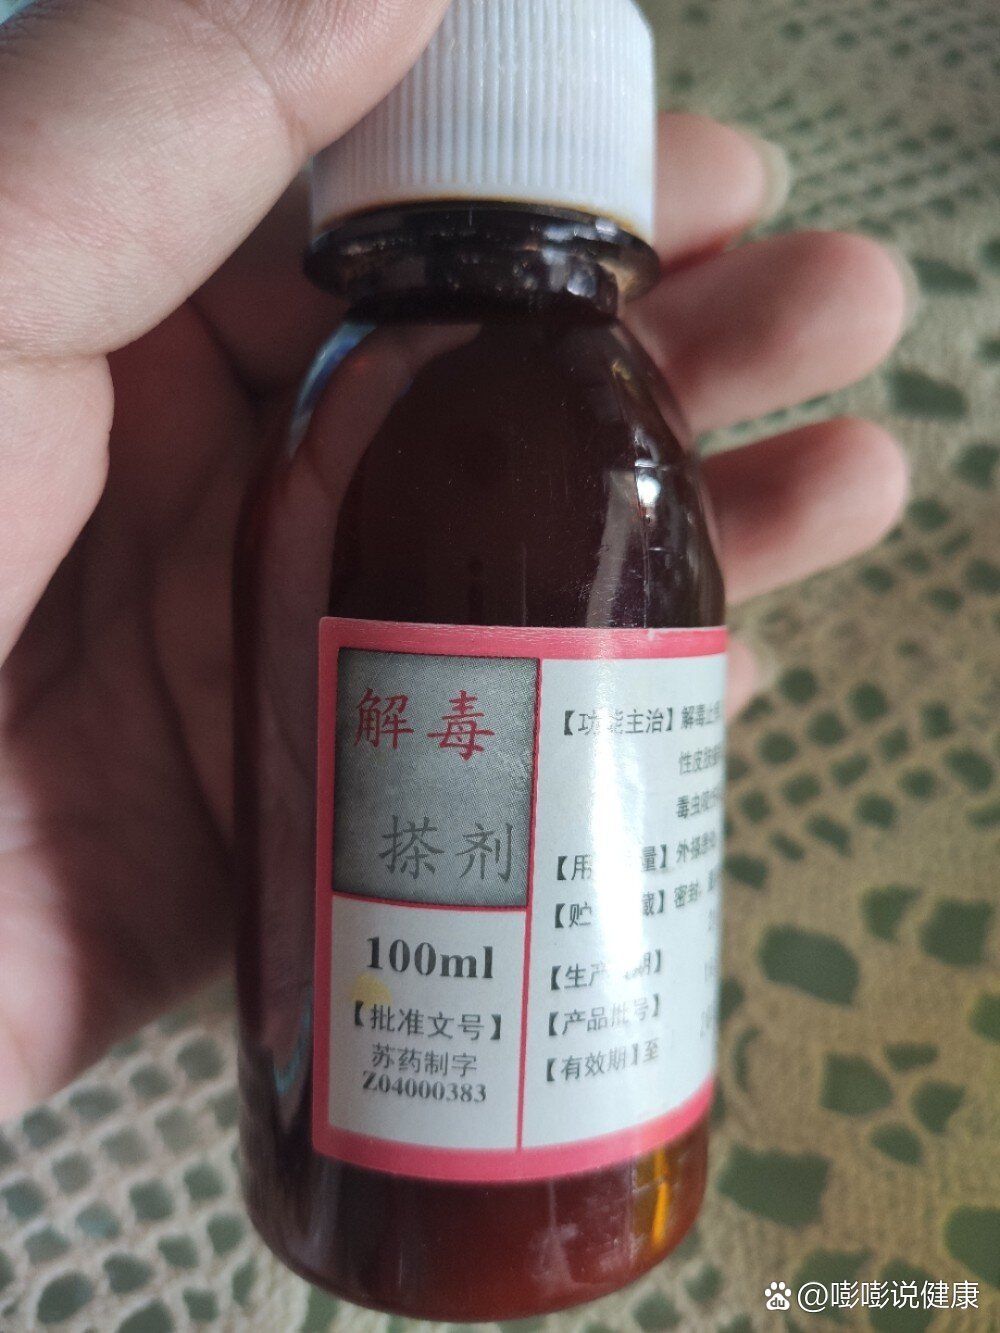 解毒
搽剂
100ml
【批准文号】
苏药制字
Z04000383
【功能主治】解毒止
性皮肤
毒虫
【用 量】外搽
【贮 藏】密封
【生产 期】
【产品批号】
【有效期】至
@嘭嘭说健康